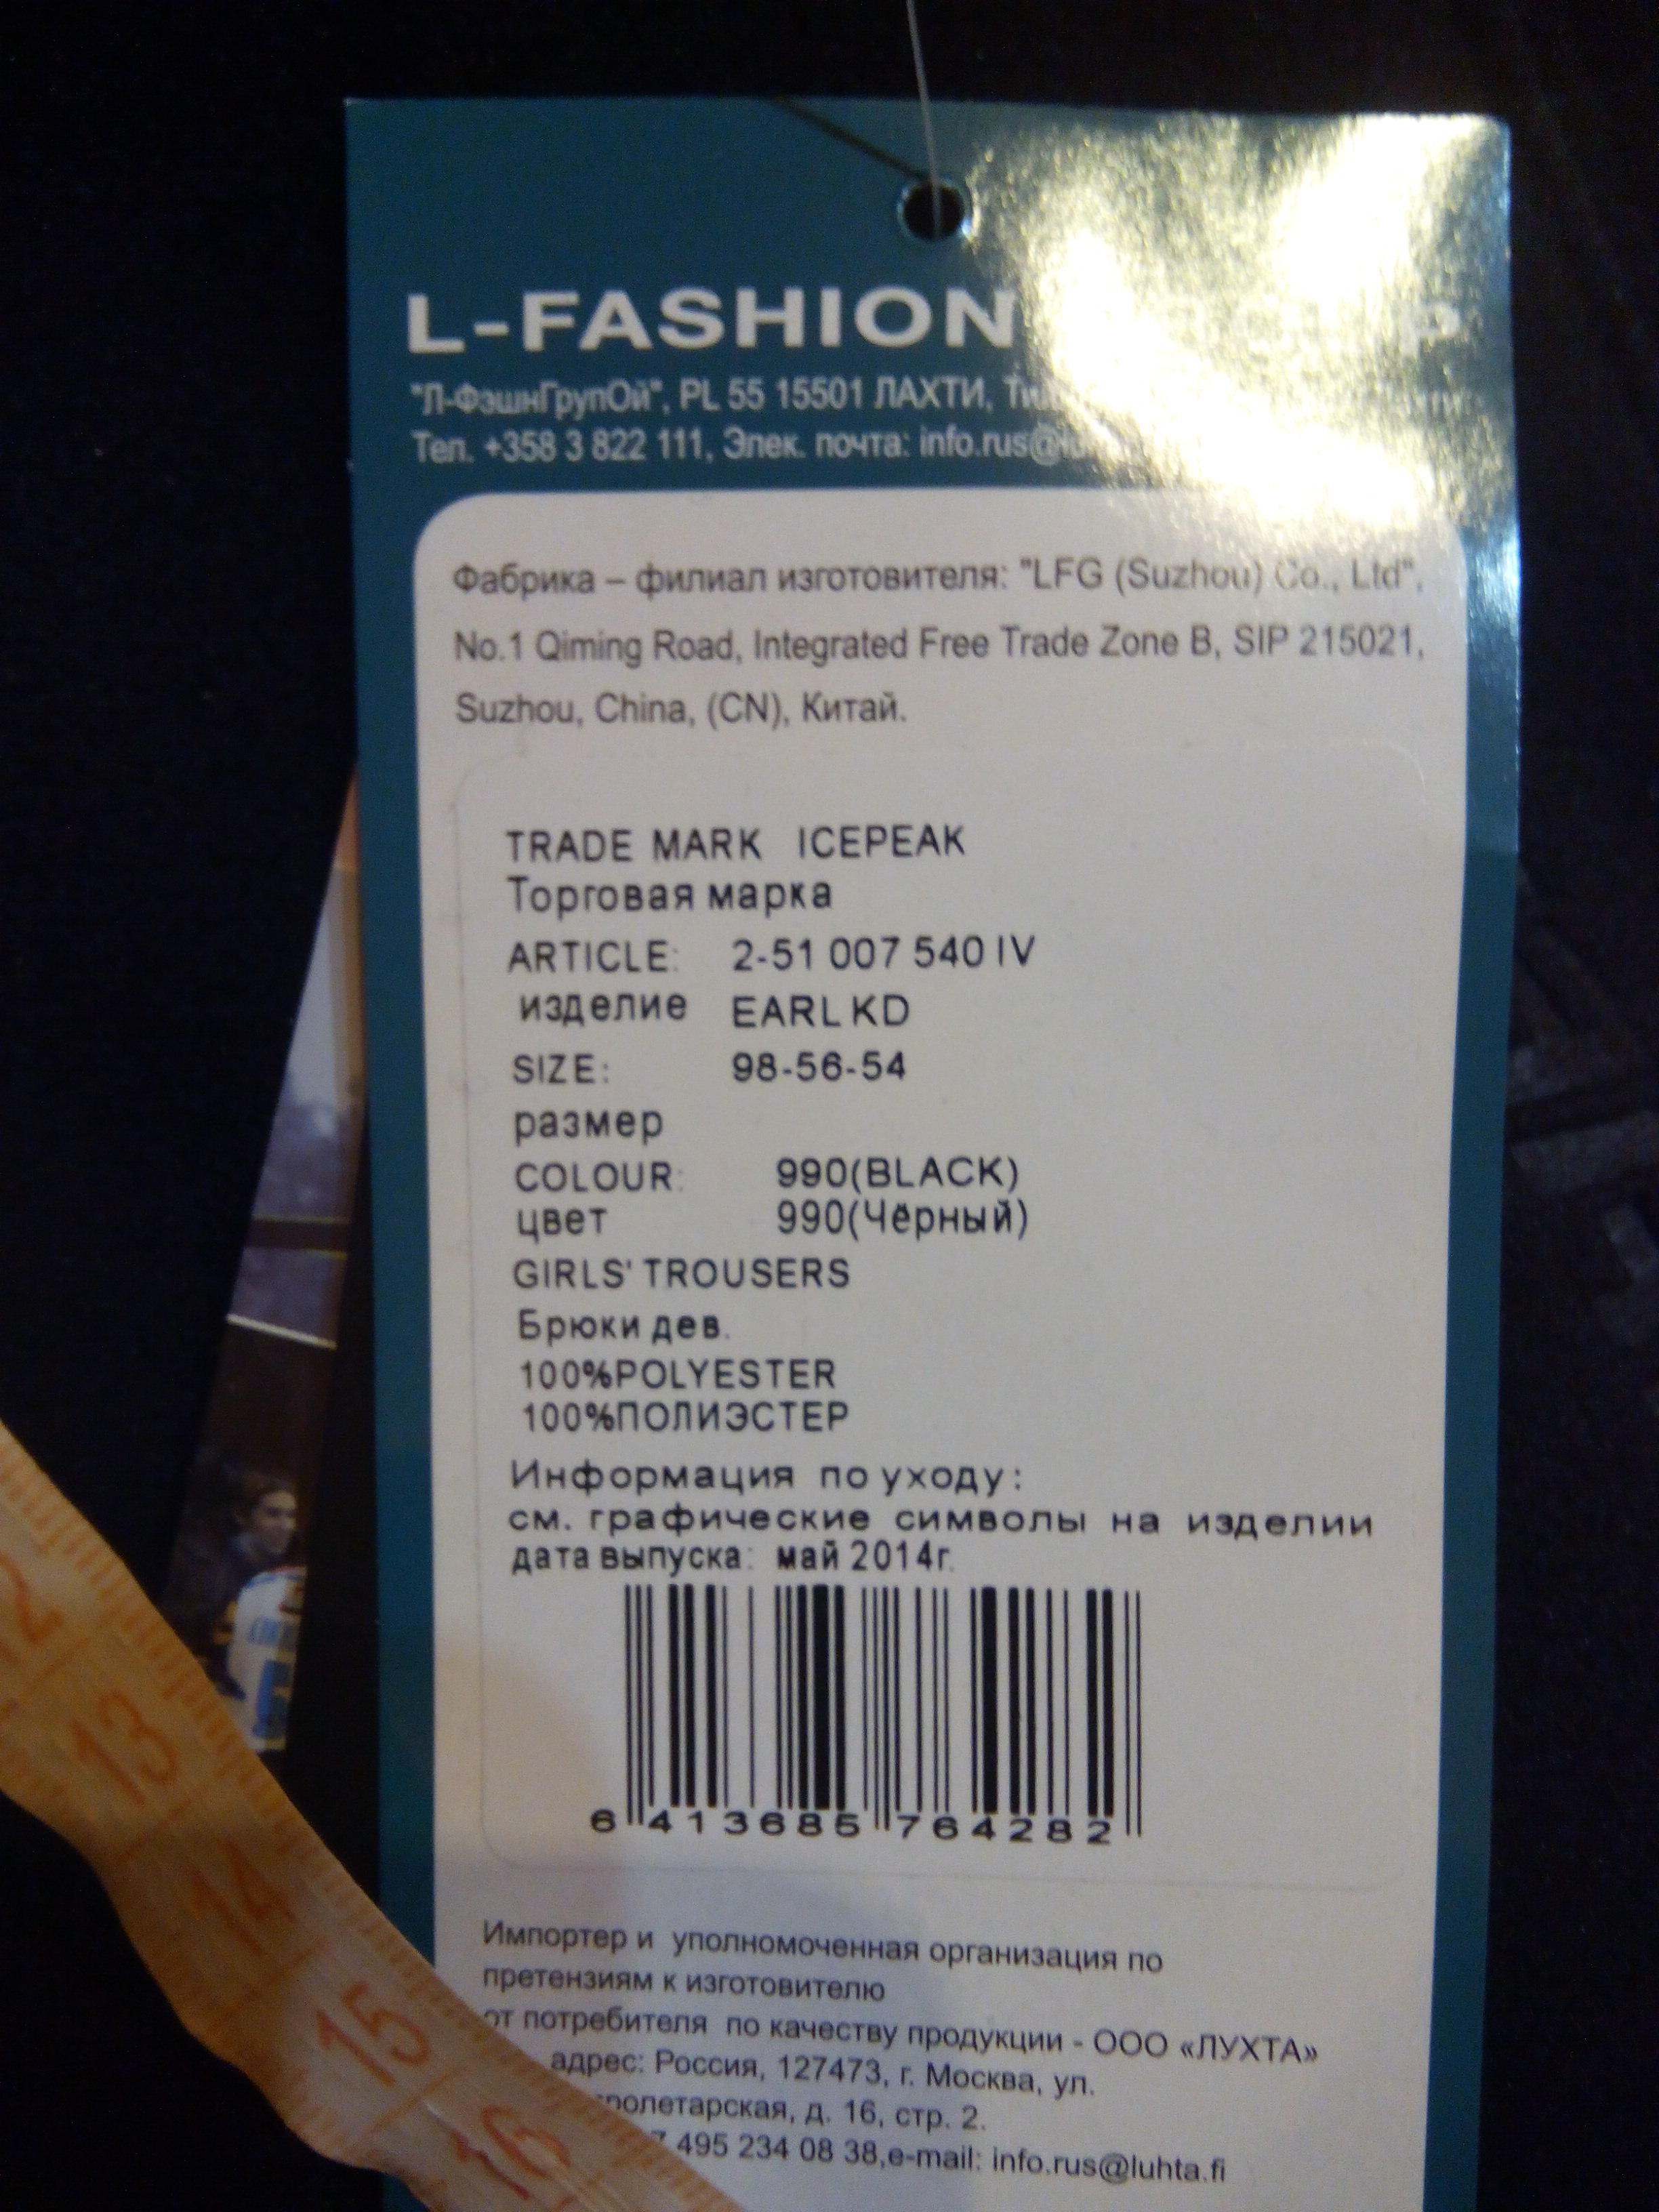 L-FASHION
"Л-ФэшнГрупОй", PL 55 15501 ЛАХТИ,
Тел. +358 3 822 111, Элек. почта: info.rus@
Фабрика – филиал изготовителя: "LFG (Suzhou) Co., Ltd",
No.1 Qiming Road, Integrated Free Trade Zone B, SIP 215021,
Suzhou, China, (CN), Китай.
TRADE MARK ICEPEAK
Торговая марка
ARTICLE: 2-51 007 540 IV
изделие EARL KD
SIZE: 98-56-54
размер
COLOUR: 990(BLACK)
цвет 990(Чёрный)
GIRLS' TROUSERS
Брюки дев.
100%POLYESTER
100%ПОЛИЭСТЕР
Информация по уходу:
см. графические символы на изделии
дата выпуска: май 2014г.
6 413685 764282
Импортер и уполномоченная организация по
претензиям к изготовителю
от потребителя по качеству продукции - ООО «ЛУХТА»
адрес: Россия, 127473, г. Москва, ул.
д. 16, стр. 2.
495 234 08 38,e-mail: info.rus@luhta.fi
13
14
15
16